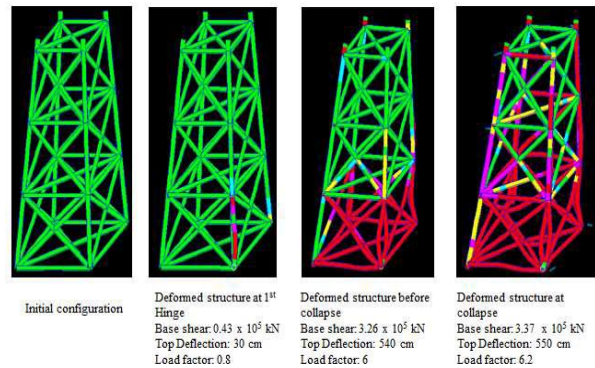 Initial configuration
Deformed structure at 1st
Hinge
Base shear: 0.43 x 10⁵ kN
Top Deflection: 30 cm
Load factor: 0.8
Deformed structure before
collapse
Base shear: 3.26 x 10⁵ kN
Top Deflection: 540 cm
Load factor: 6
Deformed structure at
collapse
Base shear: 3.37 x 10⁵ kN
Top Deflection: 550 cm
Load factor: 6.2